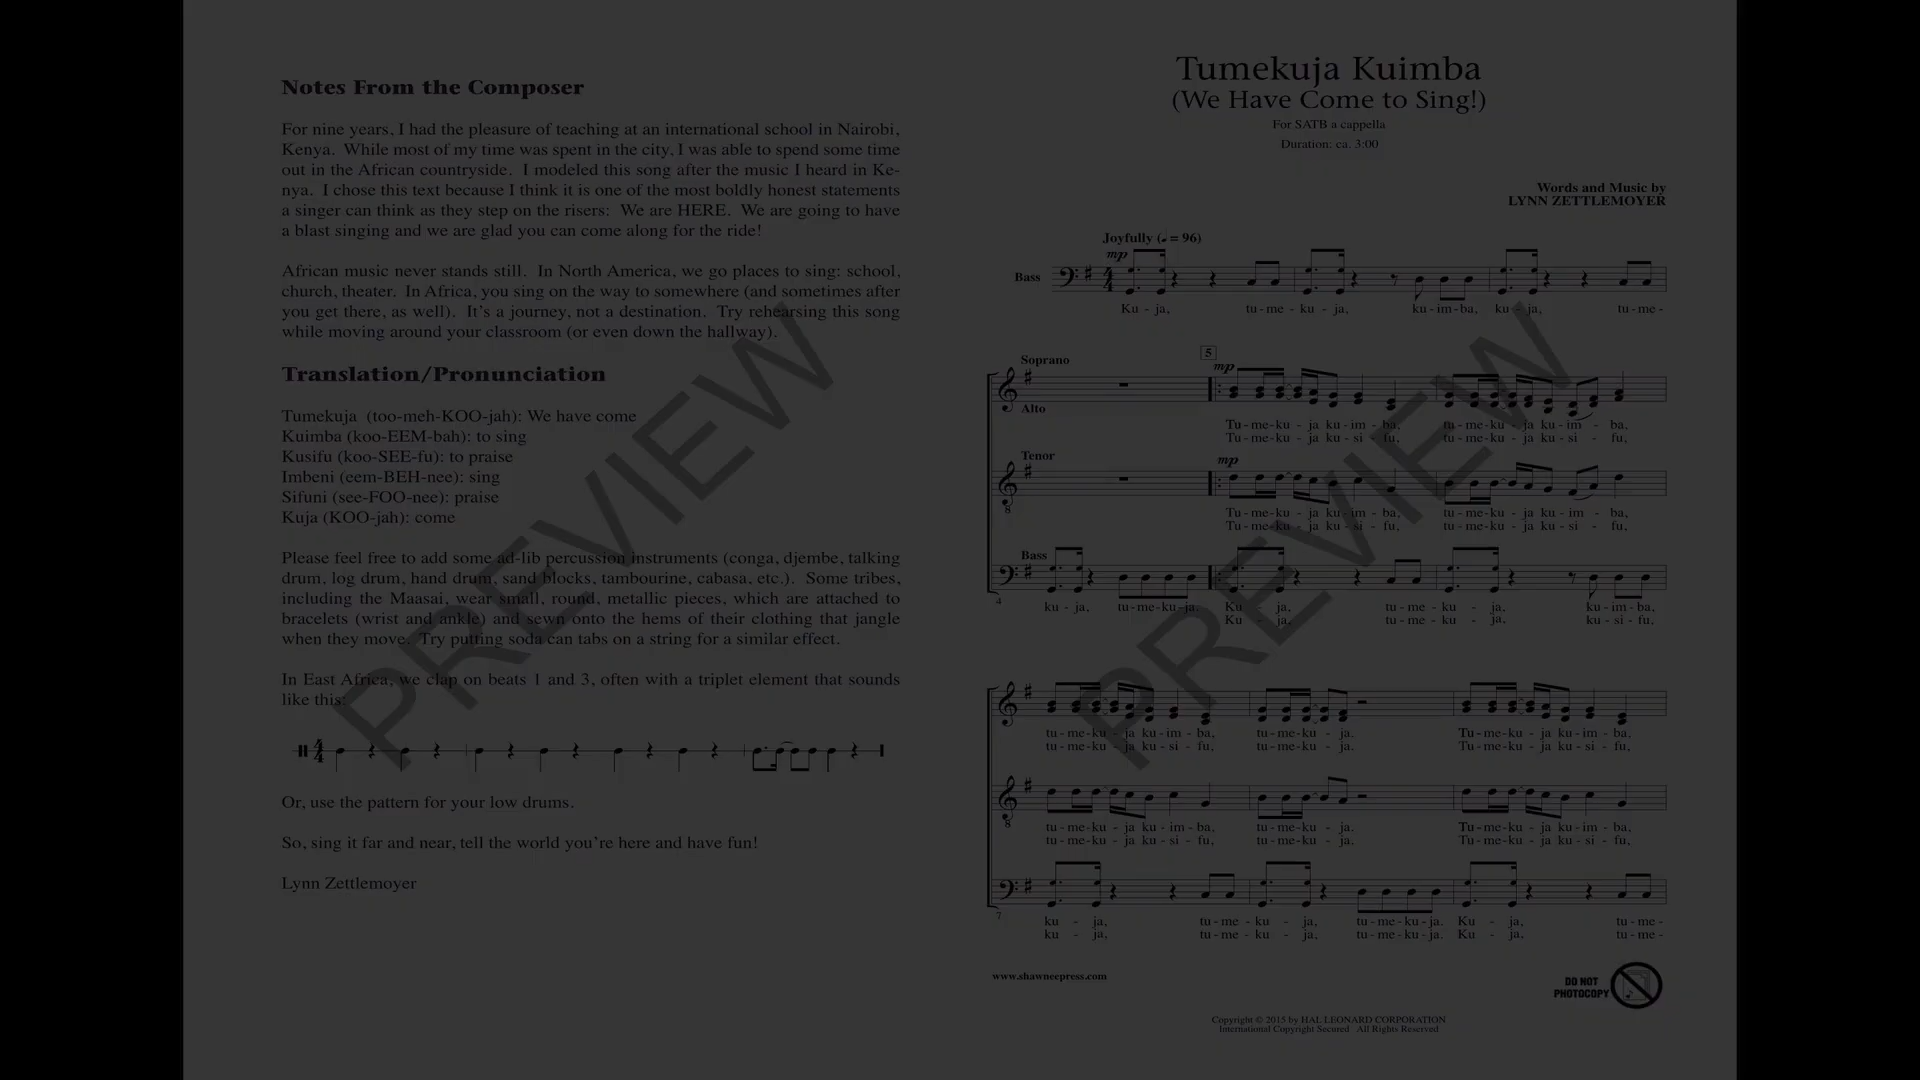 Notes From the Composer
For nine years, I had the pleasure of teaching at an international school in Nairobi,
Kenya. While most of my time was spent in the city, I was able to spend some time
out in the African countryside. I modeled this song after the music I heard in Ke-
nya. I chose this text because I think it is one of the most boldly honest statements
a singer can think as they step on the risers: We are HERE. We are going to have
a blast singing and we are glad you can come along for the ride!
African music never stands still. In North America, we go places to sing: school,
church, theater. In Africa, you sing on the way to somewhere (and sometimes after
you get there, as well). It's a journey, not a destination. Try rehearsing this song
while moving around your classroom (or even down the hallway).
Translation/Pronunciation
Tumekuja (too-meh-KOO-jah): We have come
Kuimba (koo-EEM-bah): to sing
Kusifu (koo-SEE-fu): to praise
Imbeni (eem-BEH-nee): sing
Sifuni (see-FOO-nee): praise
Kuja (KOO-jah): come
Please feel free to add some ad-lib percussion instruments (conga, djembe, talking
drum, log drum, hand drum, sand blocks, tambourine, cabasa, etc.). Some tribes,
including the Maasai, wear small, round, metallic pieces, which are attached to
bracelets (wrist and ankle) and sewn onto the hems of their clothing that jangle
when they move. Try putting soda can tabs on a string for a similar effect.
In East Africa, we clap on beats 1 and 3, often with a triplet element that sounds
like this:
4
4
Or, use the pattern for your low drums.
So, sing it far and near, tell the world you're here and have fun!
Lynn Zettlemoyer
PREVIEW
Tumekuja Kuimba
(We Have Come to Sing!)
For SATB a cappella
Duration: ca. 3:00
Words and Music by
LYNN ZETTLEMOYER
Joyfully (♩ = 96)
mp
Bass
4
4
Ku - ja, tu - me - ku - ja, ku - im - ba, ku - ja, tu - me -
Soprano
5
mp
Alto
Tu - me - ku - ja ku - im - ba, tu - me - ku - ja ku - im - ba,
Tu - me - ku - ja ku - si - fu, tu - me - ku - ja ku - si - fu,
Tenor
mp
8
Tu - me - ku - ja ku - im - ba, tu - me - ku - ja ku - im - ba,
Tu - me - ku - ja ku - si - fu, tu - me - ku - ja ku - si - fu,
Bass
4
ku - ja, tu - me - ku - ja. Ku - ja, tu - me - ku - ja, ku - im - ba,
Ku - ja, tu - me - ku - ja, ku - si - fu,
tu - me - ku - ja ku - im - ba, tu - me - ku - ja. Tu - me - ku - ja ku - im - ba,
tu - me - ku - ja ku - si - fu, tu - me - ku - ja. Tu - me - ku - ja ku - si - fu,
8
tu - me - ku - ja ku - im - ba, tu - me - ku - ja. Tu - me - ku - ja ku - im - ba,
tu - me - ku - ja ku - si - fu, tu - me - ku - ja. Tu - me - ku - ja ku - si - fu,
7
ku - ja, tu - me - ku - ja, tu - me - ku - ja. Ku - ja, tu - me -
ku - ja, tu - me - ku - ja, tu - me - ku - ja. Ku - ja, tu - me -
PREVIEW
www.shawneepress.com
DO NOT
PHOTOCOPY
Copyright © 2015 by HAL LEONARD CORPORATION
International Copyright Secured All Rights Reserved